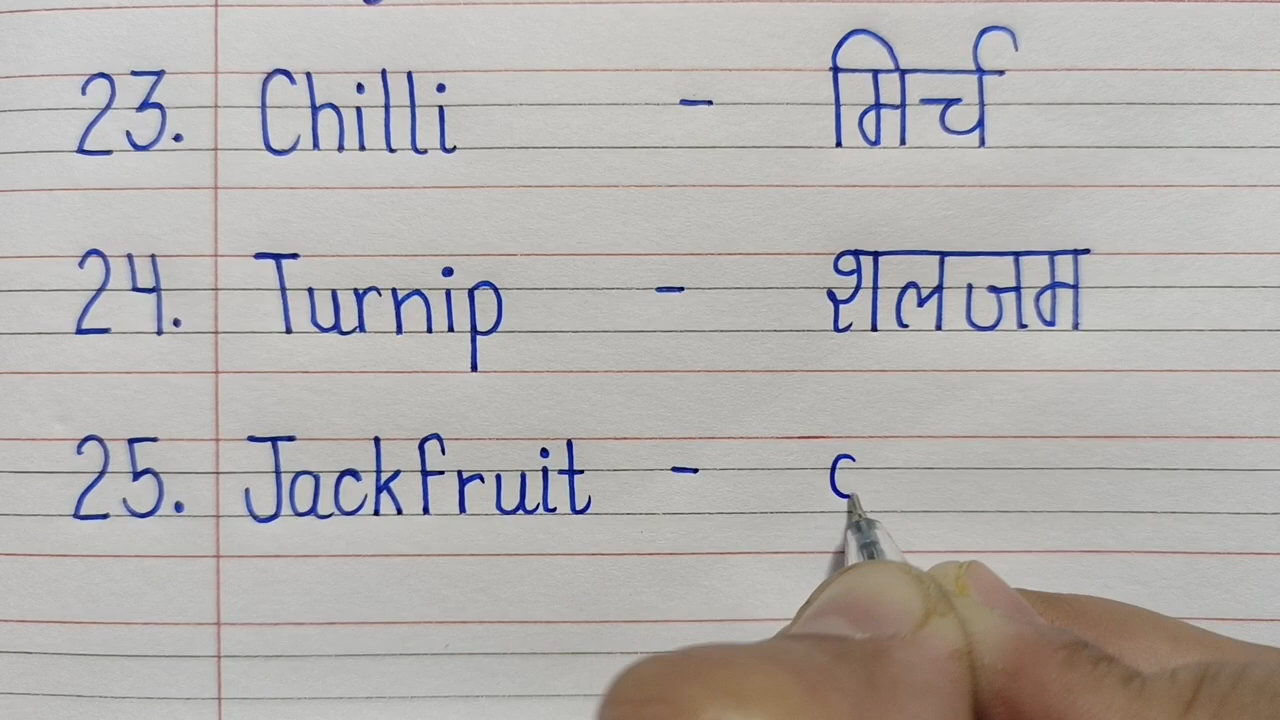 23. Chilli - मिर्च
24. Turnip - शलजम
25. Jackfruit -